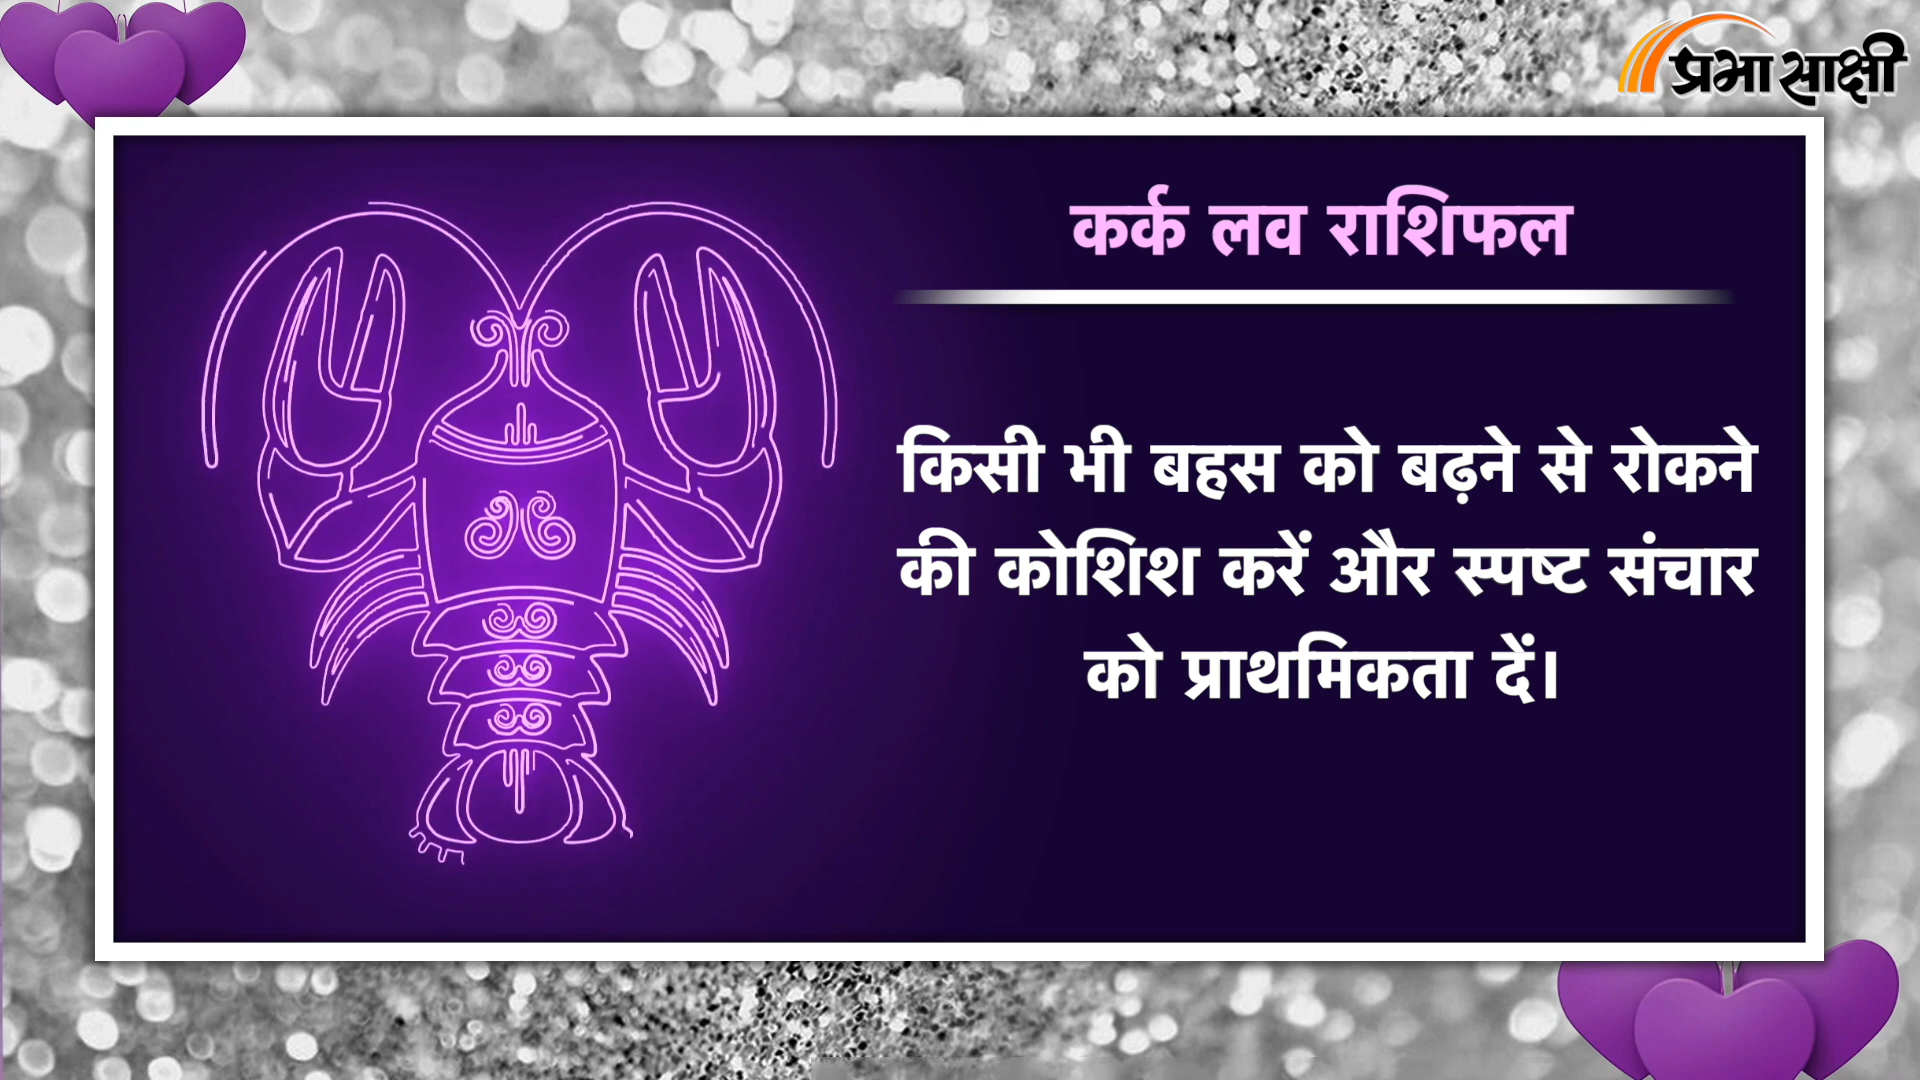 प्रभासाक्षी
कर्क लव राशिफल
किसी भी बहस को बढ़ने से रोकने
की कोशिश करें और स्पष्ट संचार
को प्राथमिकता दें।